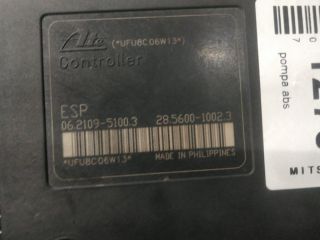 Ate (*UFU8C06W13*)
Controller
ESP
06.2109-5100.3 28.5600-1002.3
*UFU8C06W13* MADE IN PHILIPPINES
pompa abs
MITS